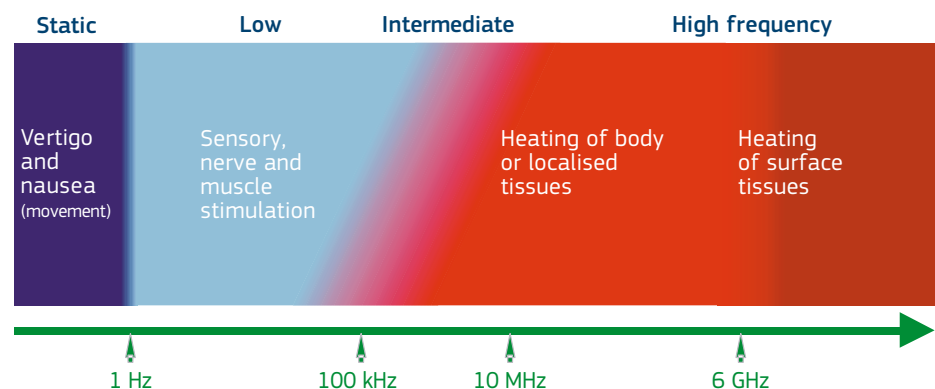 Static
Low
Intermediate
High frequency
Vertigo
and
nausea
(movement)
Sensory,
nerve and
muscle
stimulation
Heating of body
or localised
tissues
Heating
of surface
tissues
1 Hz
100 kHz
10 MHz
6 GHz